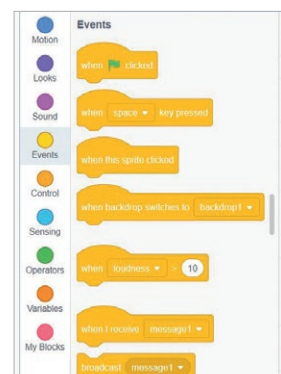 Events
Motion
when clicked
Looks
when space key pressed
Sound
when this sprite clicked
Events
Control
when backdrop switches to backdrop1
Sensing
Operators
when loudness > 10
Variables
when I receive message1
My Blocks
broadcast message1